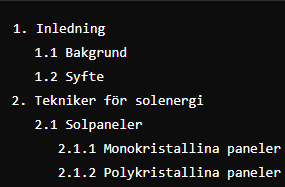 1. Inledning
1.1 Bakgrund
1.2 Syfte
2. Tekniker för solenergi
2.1 Solpaneler
2.1.1 Monokristallina paneler
2.1.2 Polykristallina paneler